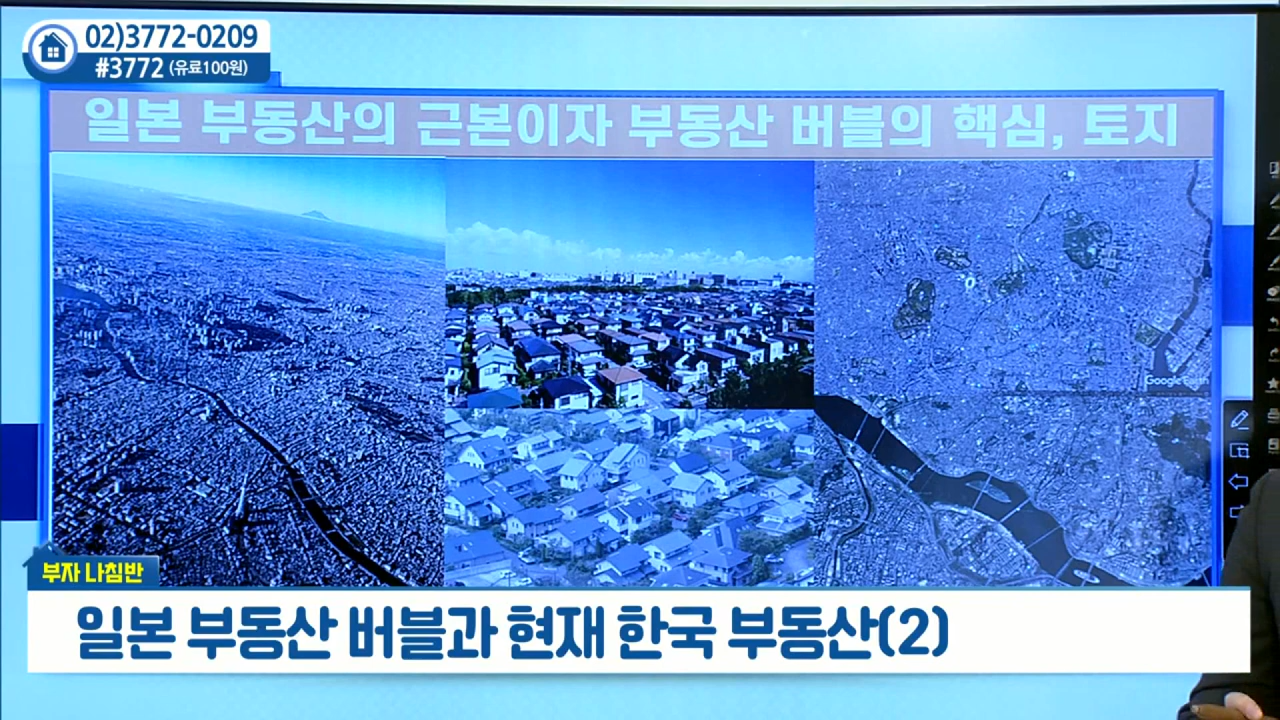 02)3772-0209
#3772 (유료100원)
일본 부동산의 근본이자 부동산 버블의 핵심, 토지
Google Earth
부자 나침반
일본 부동산 버블과 현재 한국 부동산(2)